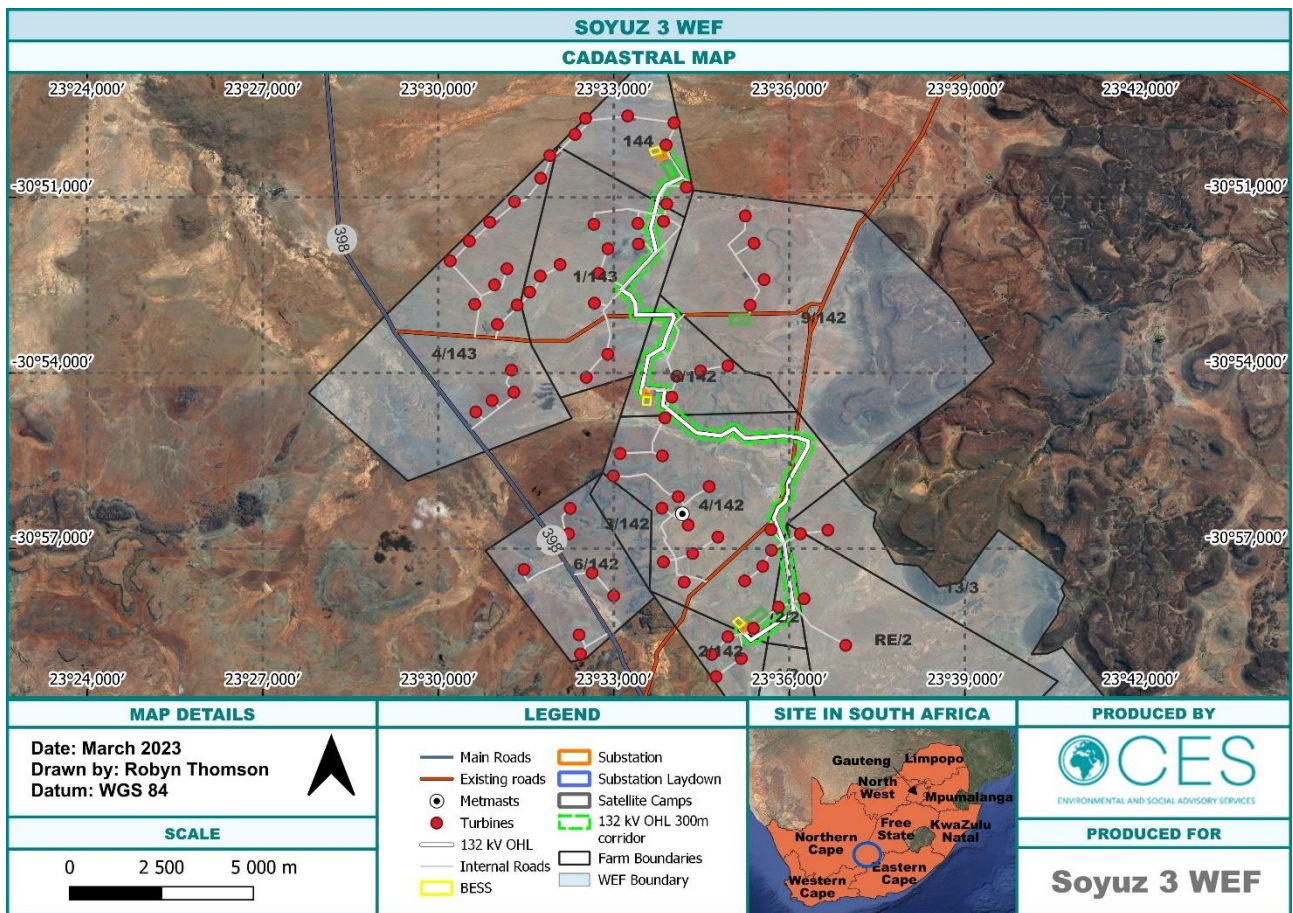 SOYUZ 3 WEF
CADASTRAL MAP
23°24,000' 23°27,000' 23°30,000' 23°33,000' 23°36,000' 23°39,000' 23°42,000'
144
-30°51,000' -30°51,000'
398
1/143
9/142
4/143
-30°54,000' -30°54,000'
8/142
4/142
3/142
398
-30°57,000' -30°57,000'
6/142
13/3
2/2
RE/2
2/142
23°24,000' 23°27,000' 23°30,000' 23°33,000' 23°36,000' 23°39,000' 23°42,000'
MAP DETAILS
Date: March 2023
Drawn by: Robyn Thomson
Datum: WGS 84
SCALE
0 2 500 5 000 m
LEGEND
Main Roads
Existing roads
Metmasts
Turbines
132 kV OHL
Internal Roads
BESS
Substation
Substation Laydown
Satellite Camps
132 kV OHL 300m
corridor
Farm Boundaries
WEF Boundary
SITE IN SOUTH AFRICA
Gauteng
Limpopo
North
West
Mpumalanga
Free
State
KwaZulu
Natal
Northern
Cape
Eastern
Cape
Western
Cape
PRODUCED BY
CES
ENVIRONMENTAL AND SOCIAL ADVISORY SERVICES
PRODUCED FOR
Soyuz 3 WEF